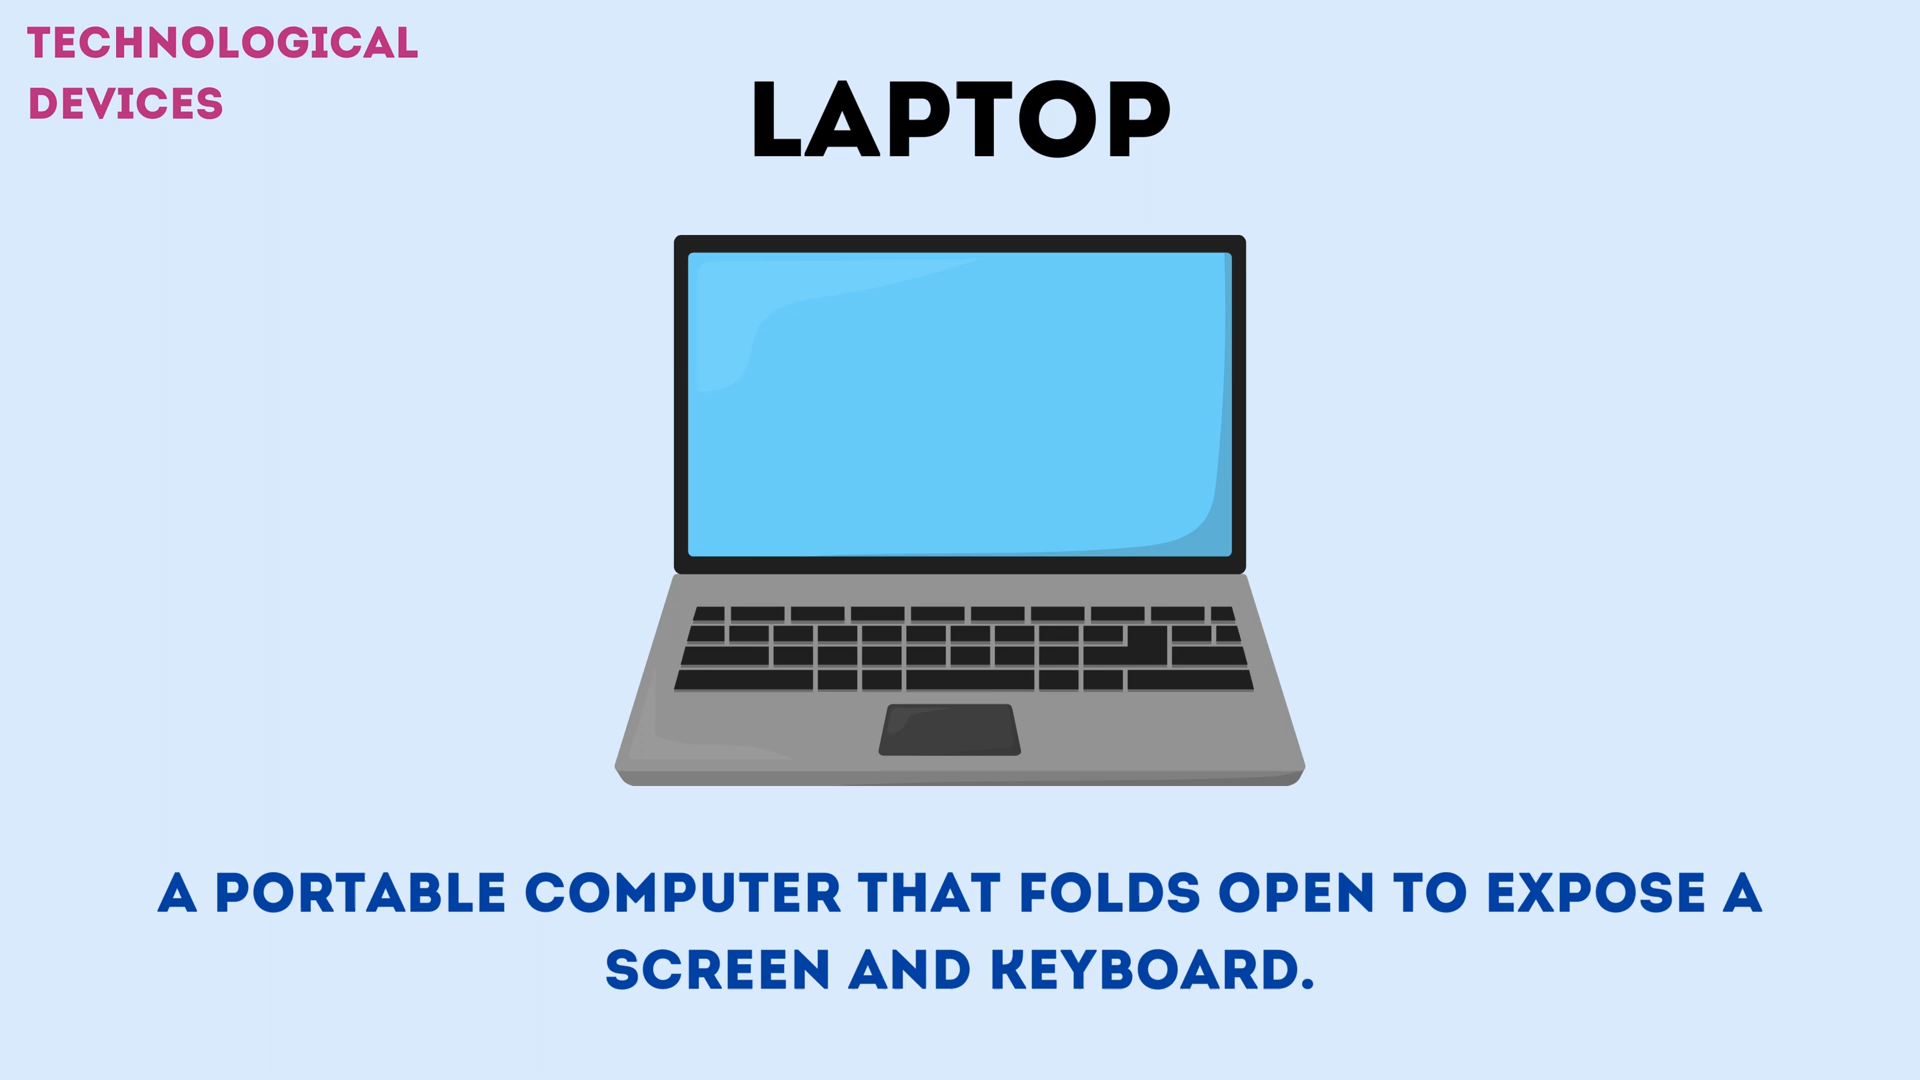 TECHNOLOGICAL
DEVICES
LAPTOP
A PORTABLE COMPUTER THAT FOLDS OPEN TO EXPOSE A
SCREEN AND KEYBOARD.